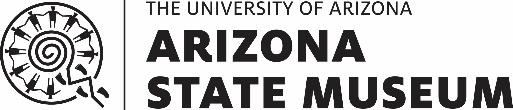 THE UNIVERSITY OF ARIZONA
ARIZONA
STATE MUSEUM